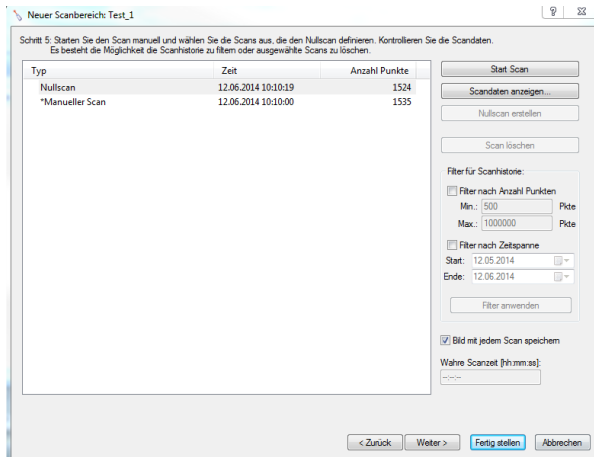 Neuer Scanbereich: Test_1
Schritt 5: Starten Sie den Scan manuell und wählen Sie die Scans aus, die den Nullscan definieren. Kontrollieren Sie die Scandaten.
Es besteht die Möglichkeit die Scanhistorie zu filtern oder ausgewählte Scans zu löschen.
Typ Zeit Anzahl Punkte
Nullscan 12.06.2014 10:10:19 1524
*Manueller Scan 12.06.2014 10:10:00 1535
Start Scan
Scandaten anzeigen...
Nullscan erstellen
Scan löschen
Filter für Scanhistorie:
Filter nach Anzahl Punkten
Min.: 500 Pkte
Max.: 1000000 Pkte
Filter nach Zeitspanne
Start: 12.05.2014
Ende: 12.06.2014
Filter anwenden
Bild mit jedem Scan speichern
Wahre Scanzeit [hh:mm:ss]:
--:--:--
< Zurück Weiter > Fertig stellen Abbrechen